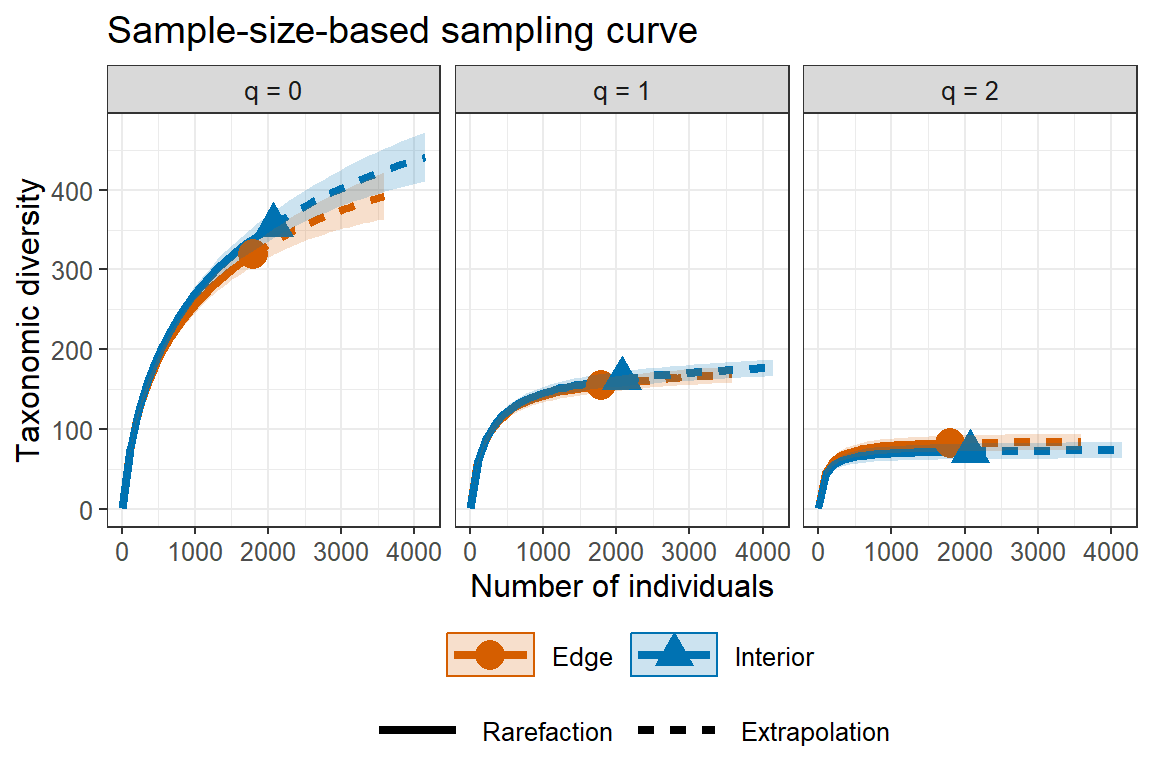 Sample-size-based sampling curve
q = 0 q = 1 q = 2
Taxonomic diversity
400
300
200
100
0
0 1000 2000 3000 4000 0 1000 2000 3000 4000 0 1000 2000 3000 4000
Number of individuals
Edge Interior
Rarefaction Extrapolation